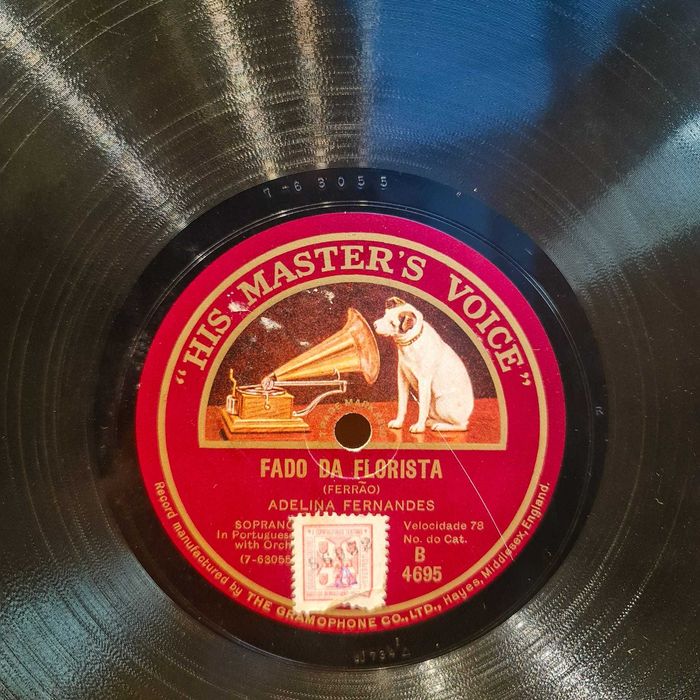 7-63055
"HIS MASTER'S VOICE"
FADO DA FLORISTA
(FERRÃO)
ADELINA FERNANDES
SOPRANO
In Portuguese
with Orch
(7-63055
Velocidade 78
No. do Cat.
B
4695
Record manufactured by THE GRAMOPHONE CO., LTD., Hayes, Middlesex, England.